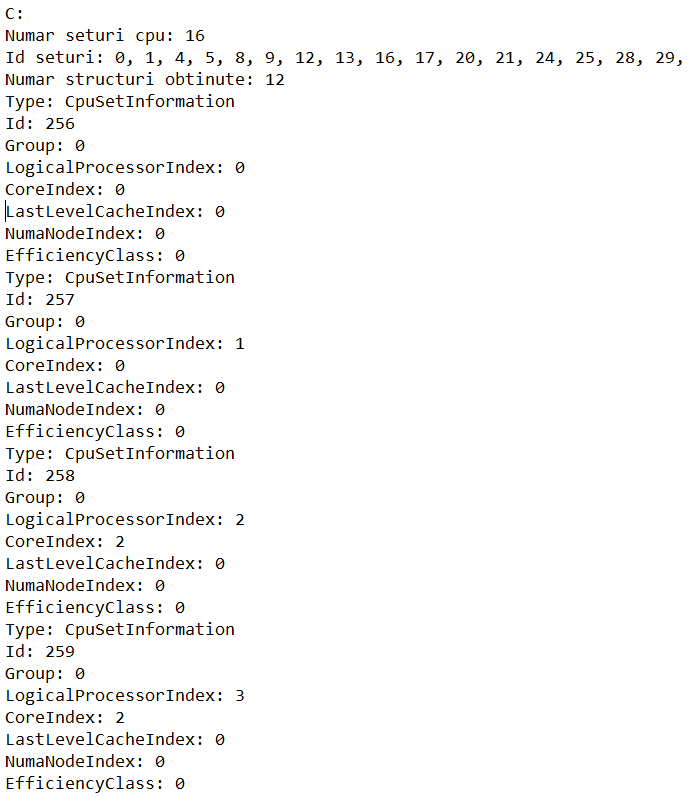 C:
Numar seturi cpu: 16
Id seturi: 0, 1, 4, 5, 8, 9, 12, 13, 16, 17, 20, 21, 24, 25, 28, 29,
Numar structuri obtinute: 12
Type: CpuSetInformation
Id: 256
Group: 0
LogicalProcessorIndex: 0
CoreIndex: 0
LastLevelCacheIndex: 0
NumaNodeIndex: 0
EfficiencyClass: 0
Type: CpuSetInformation
Id: 257
Group: 0
LogicalProcessorIndex: 1
CoreIndex: 0
LastLevelCacheIndex: 0
NumaNodeIndex: 0
EfficiencyClass: 0
Type: CpuSetInformation
Id: 258
Group: 0
LogicalProcessorIndex: 2
CoreIndex: 2
LastLevelCacheIndex: 0
NumaNodeIndex: 0
EfficiencyClass: 0
Type: CpuSetInformation
Id: 259
Group: 0
LogicalProcessorIndex: 3
CoreIndex: 2
LastLevelCacheIndex: 0
NumaNodeIndex: 0
EfficiencyClass: 0